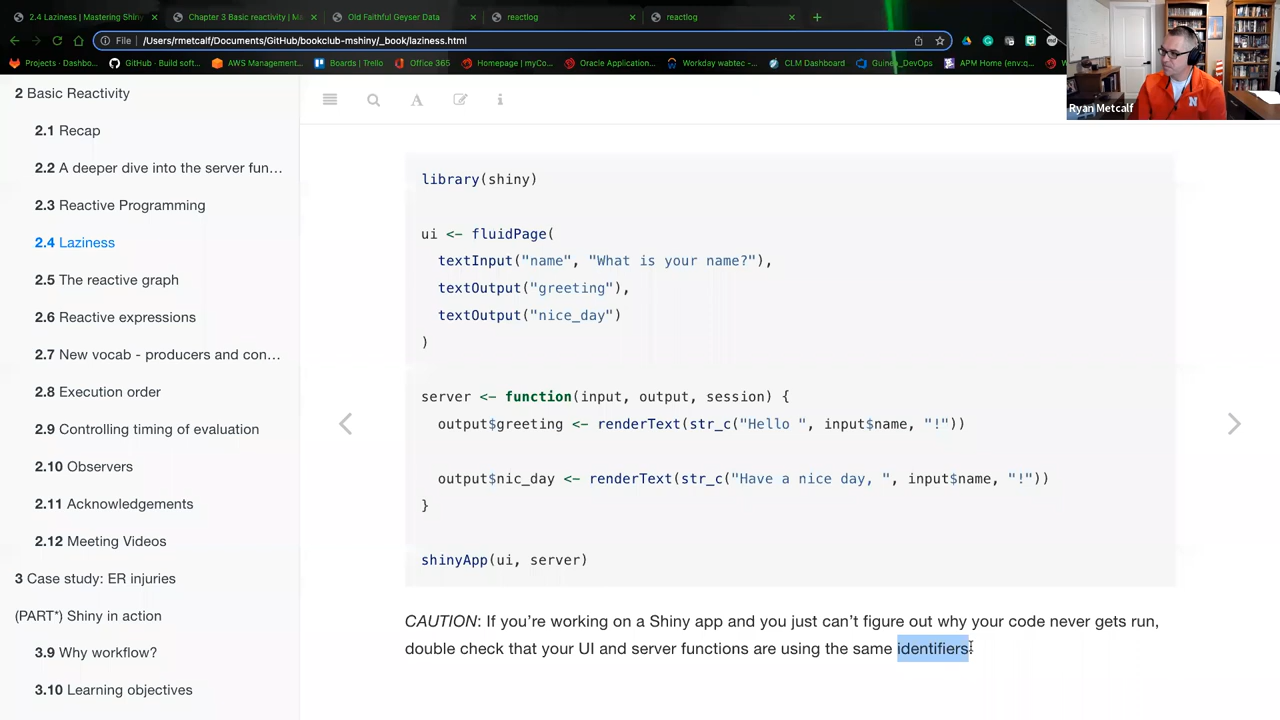 2.4 Laziness | Mastering Shiny
Chapter 3 Basic reactivity | Ma
Old Faithful Geyser Data
reactlog
reactlog
File | /Users/rmetcalf/Documents/GitHub/bookclub-mshiny/_book/laziness.html
Projects · Dashbo...
GitHub · Build soft...
AWS Management...
Boards | Trello
Office 365
Homepage | myCo...
Oracle Application...
Workday wabtec -...
CLM Dashboard
Guinea_DevOps
APM Home (env:q...
Ryan Metcalf
2 Basic Reactivity
2.1 Recap
2.2 A deeper dive into the server fun...
2.3 Reactive Programming
2.4 Laziness
2.5 The reactive graph
2.6 Reactive expressions
2.7 New vocab - producers and con...
2.8 Execution order
2.9 Controlling timing of evaluation
2.10 Observers
2.11 Acknowledgements
2.12 Meeting Videos
3 Case study: ER injuries
(PART*) Shiny in action
3.9 Why workflow?
3.10 Learning objectives
library(shiny)
ui <- fluidPage(
textInput("name", "What is your name?"),
textOutput("greeting"),
textOutput("nice_day")
)
server <- function(input, output, session) {
output$greeting <- renderText(str_c("Hello ", input$name, "!"))
output$nic_day <- renderText(str_c("Have a nice day, ", input$name, "!"))
}
shinyApp(ui, server)
CAUTION: If you're working on a Shiny app and you just can't figure out why your code never gets run,
double check that your UI and server functions are using the same identifiers.